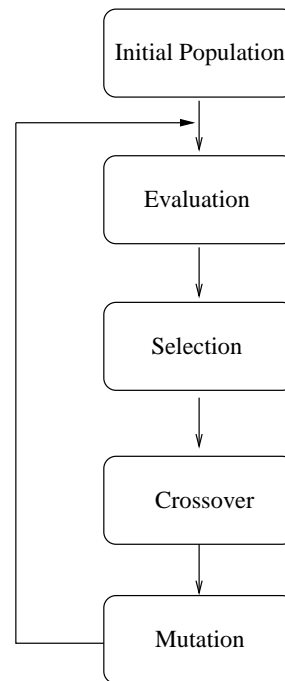 Initial Population
Evaluation
Selection
Crossover
Mutation